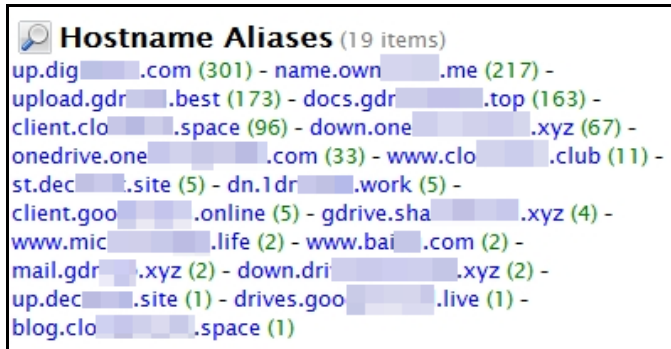 Hostname Aliases (19 items)
up.dig .com (301) - name.own .me (217) -
upload.gdr .best (173) - docs.gdr .top (163) -
client.clo .space (96) - down.one .xyz (67) -
onedrive.one .com (33) - www.clo .club (11) -
st.dec .site (5) - dn.1dr .work (5) -
client.goo .online (5) - gdrive.sha .xyz (4) -
www.mic .life (2) - www.bai .com (2) -
mail.gdr .xyz (2) - down.dri .xyz (2) -
up.dec .site (1) - drives.goo .live (1) -
blog.clo .space (1)